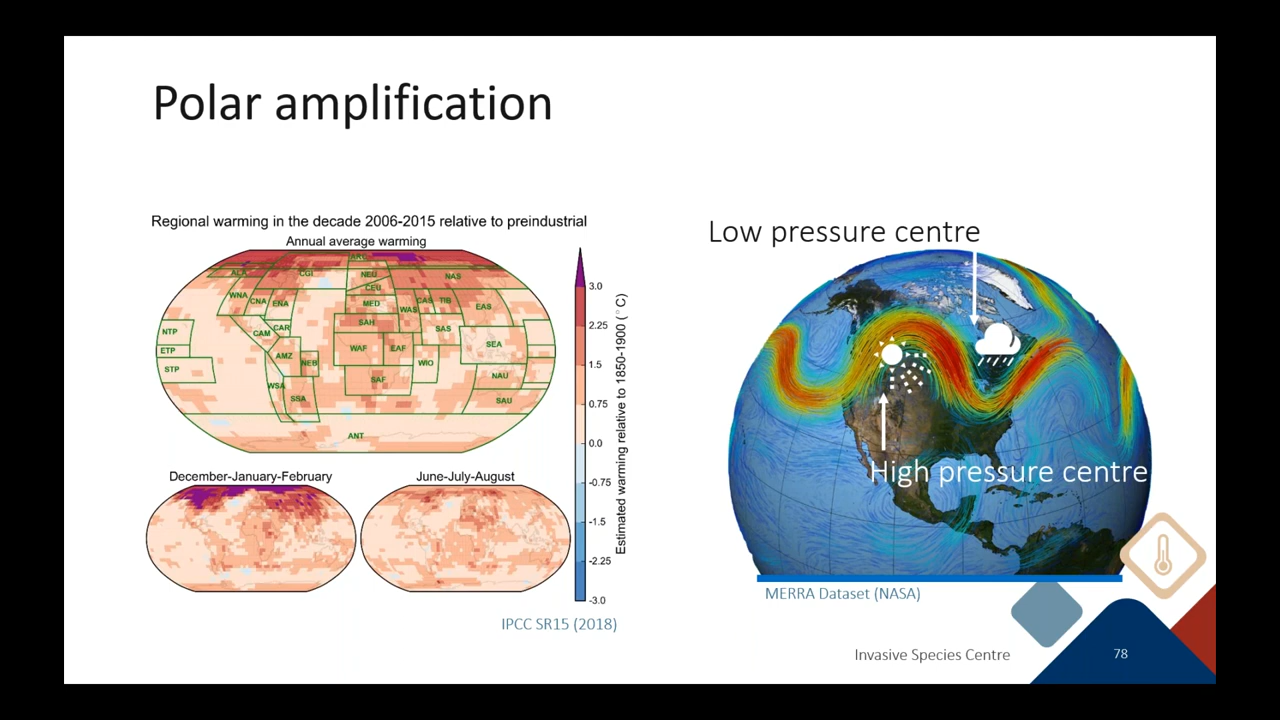 Polar amplification
Regional warming in the decade 2006-2015 relative to preindustrial
Annual average warming
ARC
ALA
CGI
NEU
NAS
CEU
WNA
CNA
ENA
MED
WAS
CAS
TIB
EAS
NTP
CAM
CAR
SAH
SAS
ETP
AMZ
WAF
EAF
SEA
STP
NEB
WIO
WSA
SAF
NAU
SSA
SAU
ANT
December-January-February
June-July-August
3.0
2.25
1.5
0.75
0.0
-0.75
-1.5
-2.25
-3.0
Estimated warming relative to 1850-1900 (°C)
IPCC SR15 (2018)
Low pressure centre
High pressure centre
MERRA Dataset (NASA)
Invasive Species Centre
78